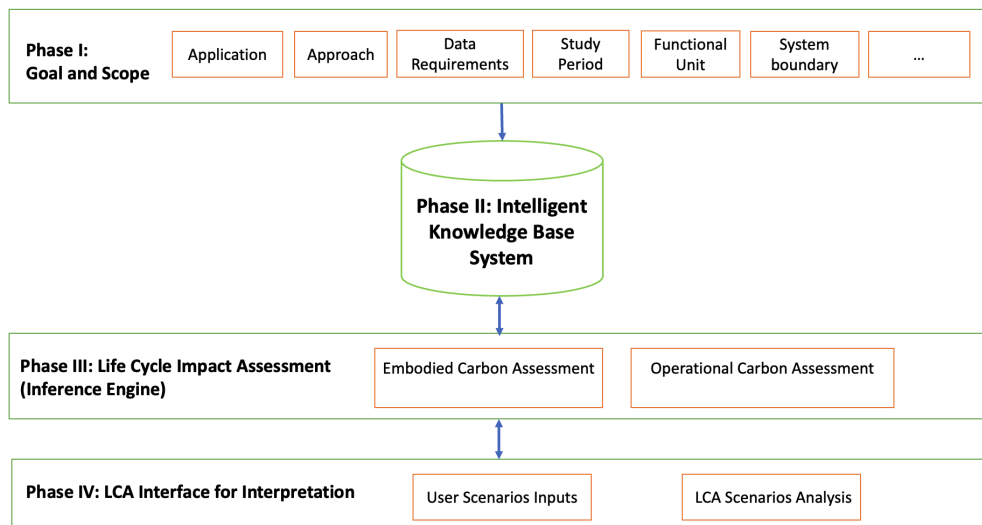 Phase I:
Goal and Scope
Application
Approach
Data
Requirements
Study
Period
Functional
Unit
System
boundary
...
Phase II: Intelligent
Knowledge Base
System
Phase III: Life Cycle Impact Assessment
(Inference Engine)
Embodied Carbon Assessment
Operational Carbon Assessment
Phase IV: LCA Interface for Interpretation
User Scenarios Inputs
LCA Scenarios Analysis